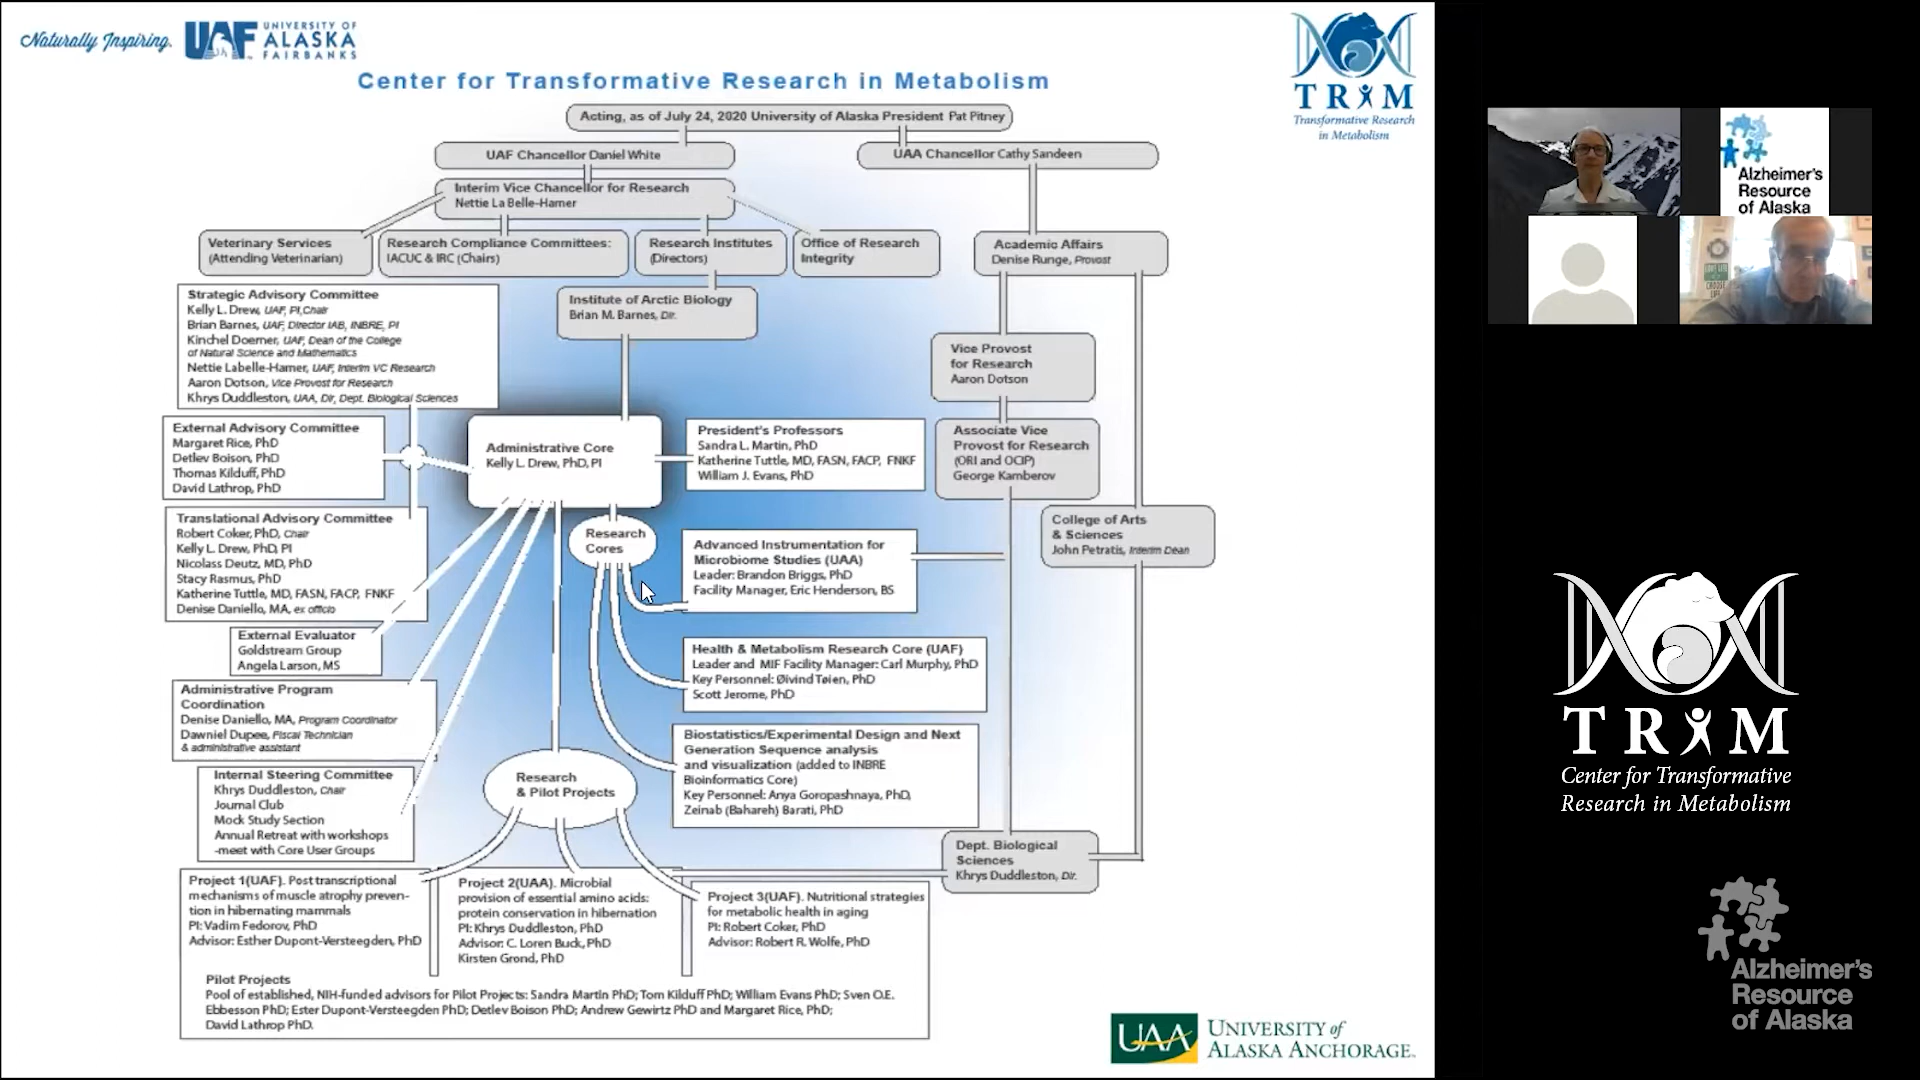 Naturally Inspiring.
UAF
UNIVERSITY OF
ALASKA
FAIRBANKS
Center for Transformative Research in Metabolism
TRiM
Transformative Research
in Metabolism
Acting, as of July 24, 2020 University of Alaska President Pat Pitney
UAF Chancellor Daniel White
UAA Chancellor Cathy Sandeen
Interim Vice Chancellor for Research
Nettie La Belle-Hamer
Veterinary Services
(Attending Veterinarian)
Research Compliance Committees:
IACUC & IRC (Chairs)
Research Institutes
(Directors)
Office of Research
Integrity
Academic Affairs
Denise Runge, Provost
Strategic Advisory Committee
Kelly L. Drew, UAF, PI,Chair
Brian Barnes, UAF, Director IAB, INBRE, PI
Kinchel Doerner, UAF, Dean of the College
of Natural Science and Mathematics
Nettie Labelle-Hamer, UAF, Interim VC Research
Aaron Dotson, Vice Provost for Research
Khrys Duddleston, UAA, Dir, Dept. Biological Sciences
Institute of Arctic Biology
Brian M. Barnes, Dir.
Vice Provost
for Research
Aaron Dotson
External Advisory Committee
Margaret Rice, PhD
Detlev Boison, PhD
Thomas Kilduff, PhD
David Lathrop, PhD
Administrative Core
Kelly L. Drew, PhD, PI
President's Professors
Sandra L. Martin, PhD
Katherine Tuttle, MD, FASN, FACP, FNKF
William J. Evans, PhD
Associate Vice
Provost for Research
(ORI and OCIP)
George Kamberov
Translational Advisory Committee
Robert Coker, PhD, Chair
Kelly L. Drew, PhD, PI
Nicolass Deutz, MD, PhD
Stacy Rasmus, PhD
Katherine Tuttle, MD, FASN, FACP, FNKF
Denise Daniello, MA, ex officio
Research
Cores
Advanced Instrumentation for
Microbiome Studies (UAA)
Leader: Brandon Briggs, PhD
Facility Manager, Eric Henderson, BS
College of Arts
& Sciences
John Petratis, Interim Dean
External Evaluator
Goldstream Group
Angela Larson, MS
Health & Metabolism Research Core (UAF)
Leader and MIF Facility Manager: Carl Murphy, PhD
Key Personnel: Øivind Tøien, PhD
Scott Jerome, PhD
Administrative Program
Coordination
Denise Daniello, MA, Program Coordinator
Dawniel Dupee, Fiscal Technician
& administrative assistant
Biostatistics/Experimental Design and Next
Generation Sequence analysis
and visualization (added to INBRE
Bioinformatics Core)
Key Personnel: Anya Goropashnaya, PhD,
Zeinab (Bahareh) Barati, PhD
Internal Steering Committee
Khrys Duddleston, Chair
Journal Club
Mock Study Section
Annual Retreat with workshops
-meet with Core User Groups
Research
& Pilot Projects
Dept. Biological
Sciences
Khrys Duddleston, Dir.
Project 1(UAF). Post transcriptional
mechanisms of muscle atrophy preven-
tion in hibernating mammals
PI: Vadim Fedorov, PhD
Advisor: Esther Dupont-Versteegden, PhD
Project 2(UAA). Microbial
provision of essential amino acids:
protein conservation in hibernation
PI: Khrys Duddleston, PhD
Advisor: C. Loren Buck, PhD
Kirsten Grond, PhD
Project 3(UAF). Nutritional strategies
for metabolic health in aging
PI: Robert Coker, PhD
Advisor: Robert R. Wolfe, PhD
Pilot Projects
Pool of established, NIH-funded advisors for Pilot Projects: Sandra Martin PhD; Tom Kilduff PhD; William Evans PhD; Sven O.E.
Ebbesson PhD; Ester Dupont-Versteegden PhD; Detlev Boison PhD; Andrew Gewirtz PhD and Margaret Rice, PhD;
David Lathrop PhD.
UAA
UNIVERSITY of
ALASKA ANCHORAGE.
Alzheimer's
Resource
of Alaska
TRiM
Center for Transformative
Research in Metabolism
Alzheimer's
Resource
of Alaska